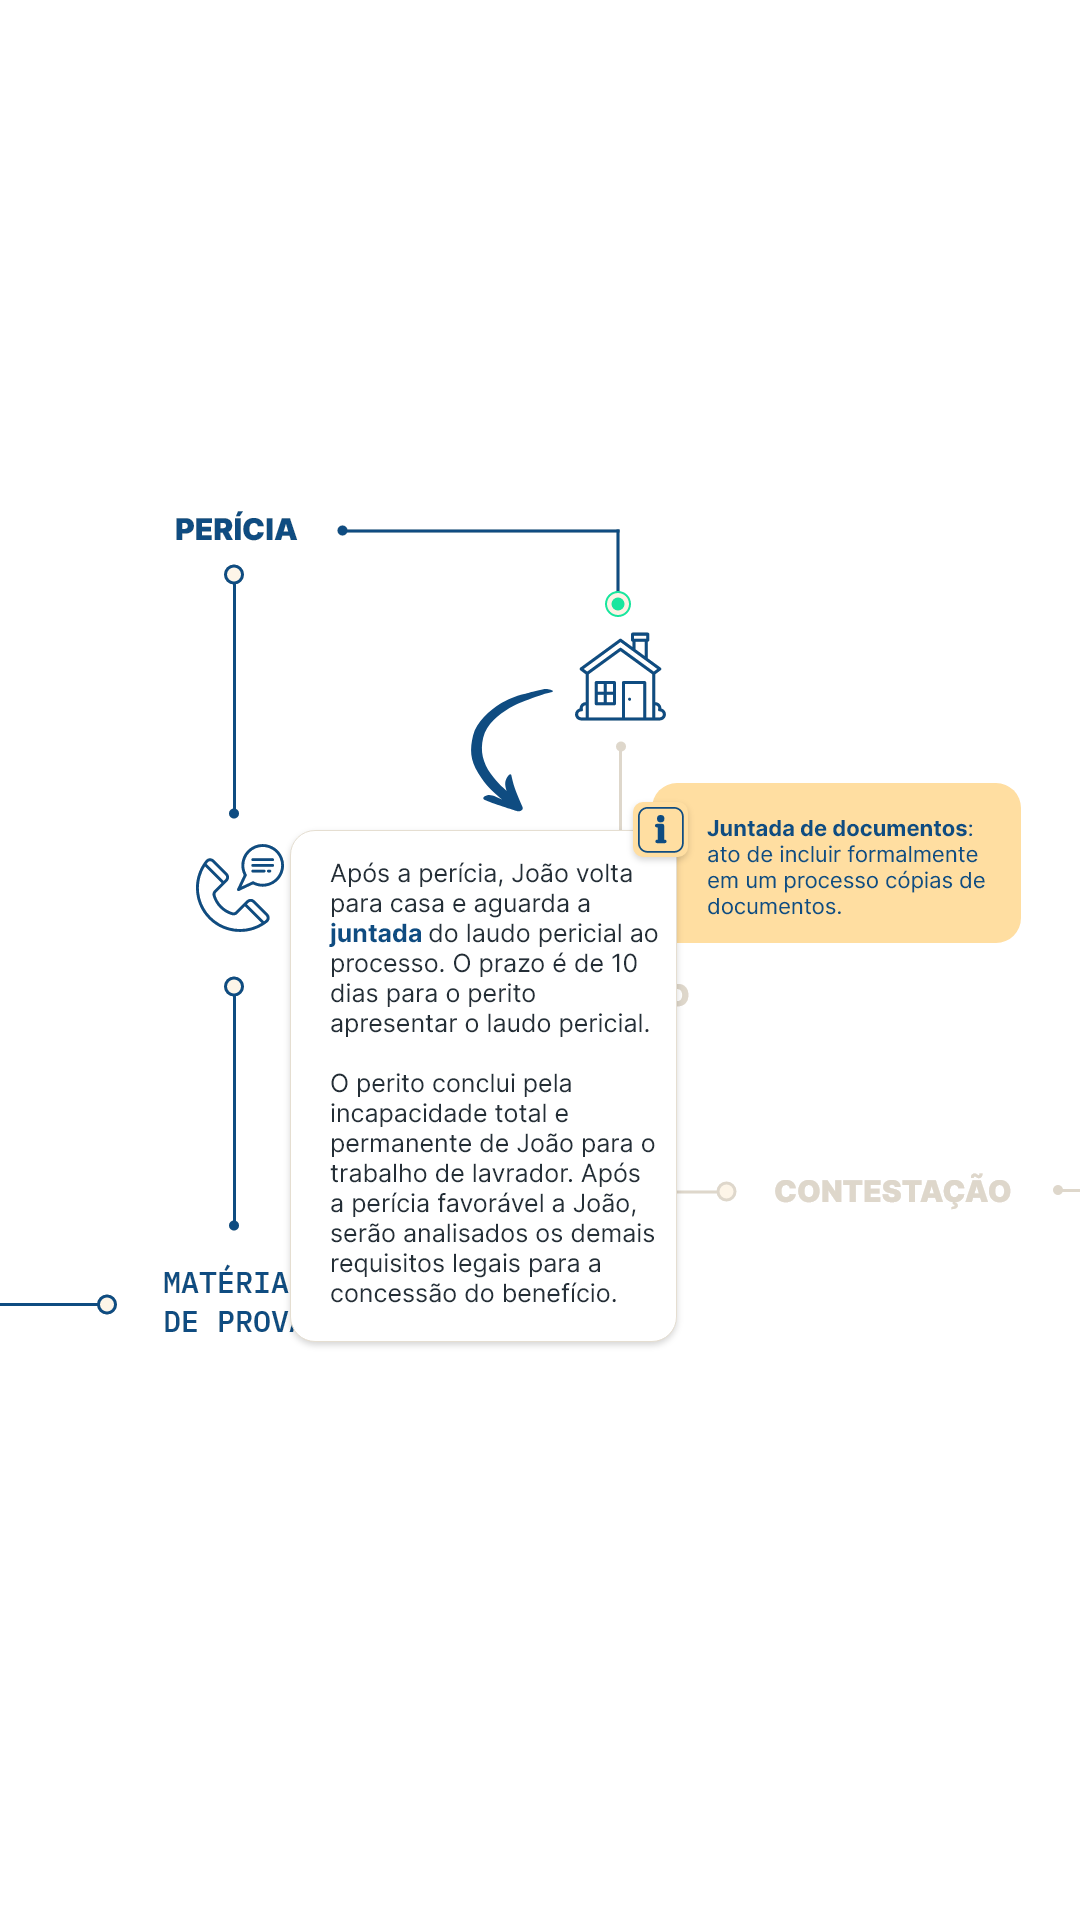 PERÍCIA
Juntada de documentos:
ato de incluir formalmente
em um processo cópias de
documentos.
Após a perícia, João volta
para casa e aguarda a
juntada do laudo pericial ao
processo. O prazo é de 10
dias para o perito
apresentar o laudo pericial.
O perito conclui pela
incapacidade total e
permanente de João para o
trabalho de lavrador. Após
a perícia favorável a João,
serão analisados os demais
requisitos legais para a
concessão do benefício.
CONTESTAÇÃO
MATÉRIA
DE PROVA